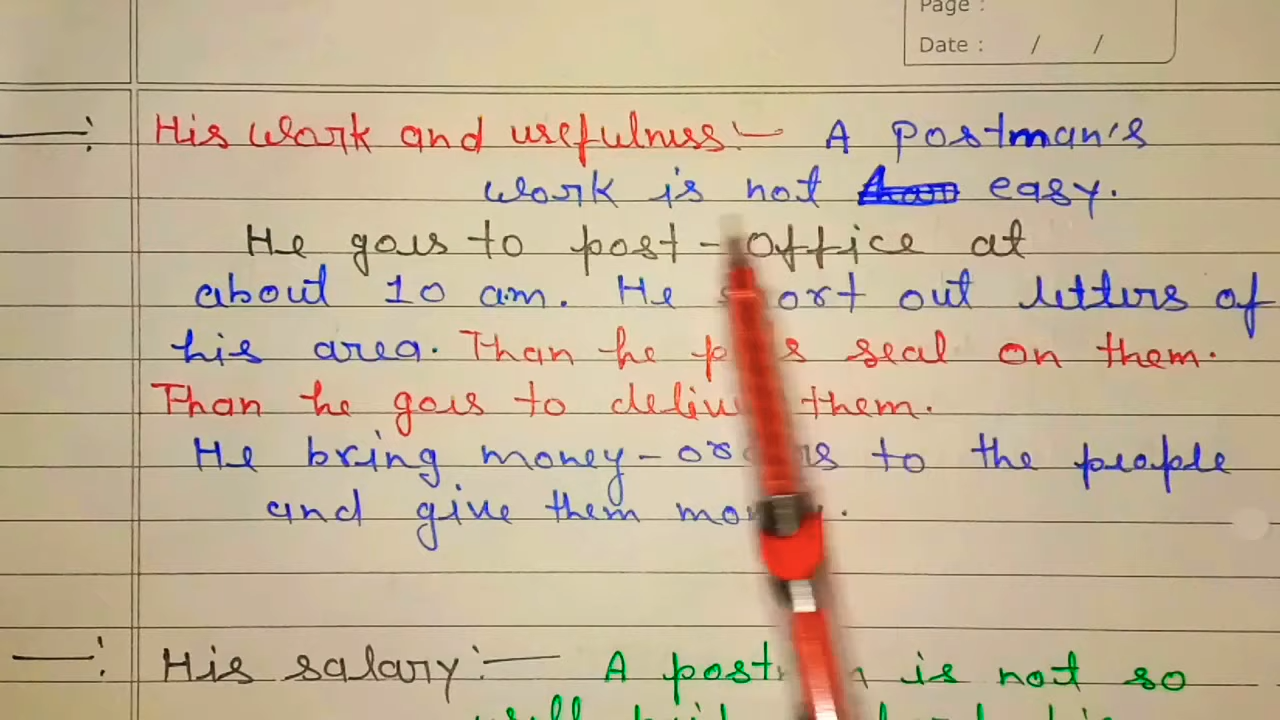 Page :
Date : / /
His work and usefulness :- A postman's
work is not easy.
He goes to post-office at
about 10 am. He out letters of
his area. Than he seal on them.
Than he goes to them.
He bring money- to the people
and give them
His salary :- A is not so